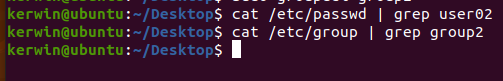 kerwin@ubuntu:~/Desktop$ cat /etc/passwd | grep user02
kerwin@ubuntu:~/Desktop$ cat /etc/group | grep group2
kerwin@ubuntu:~/Desktop$